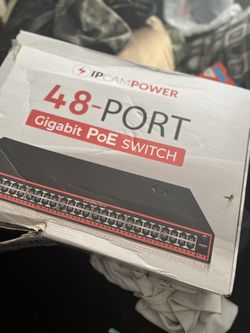 IPCAMPOWER
48-PORT
Gigabit PoE SWITCH